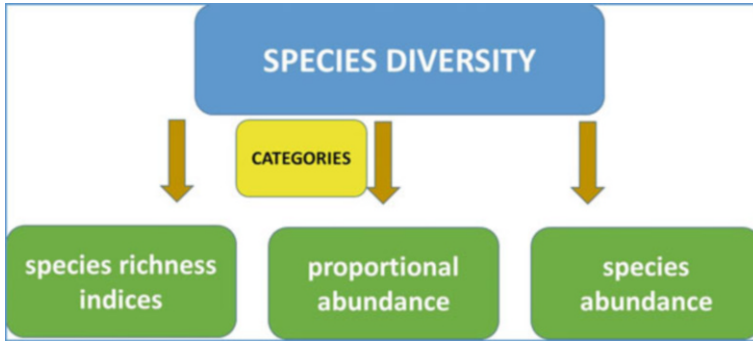 SPECIES DIVERSITY
CATEGORIES
species richness
indices
proportional
abundance
species
abundance